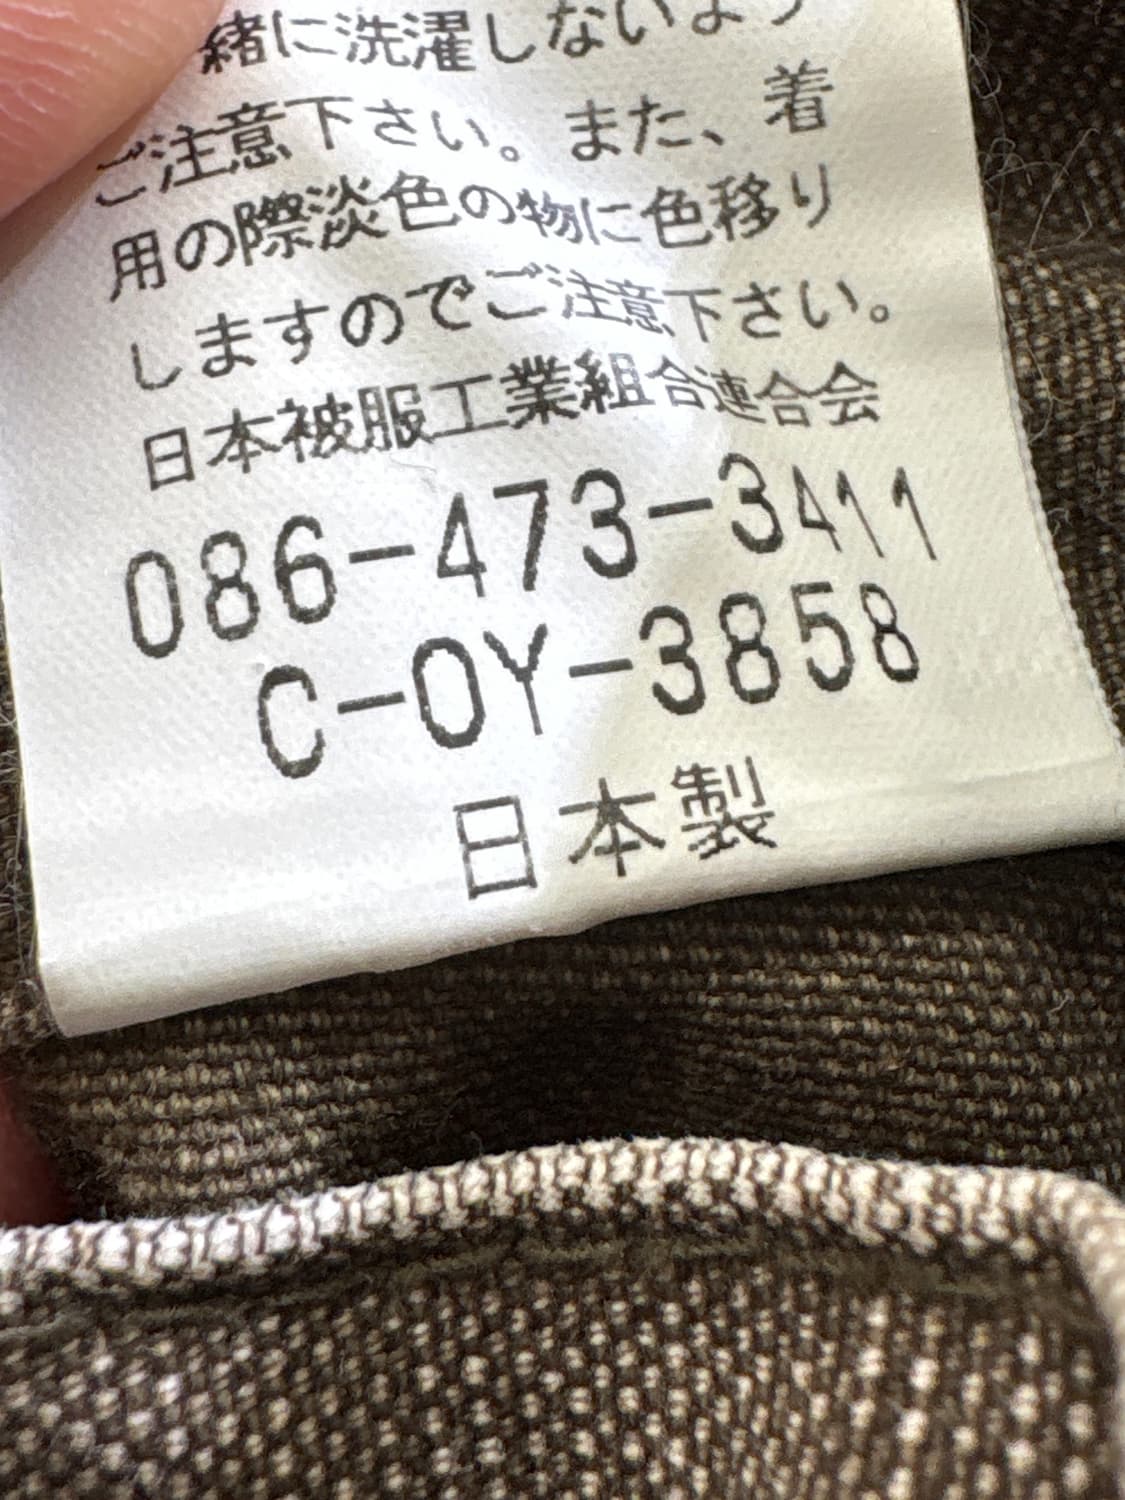 緒に洗濯しないよう
ご注意下さい。また、着
用の際淡色の物に色移り
しますのでご注意下さい。
日本被服工業組合連合会
086-473-3411
C-OY-3858
日本製